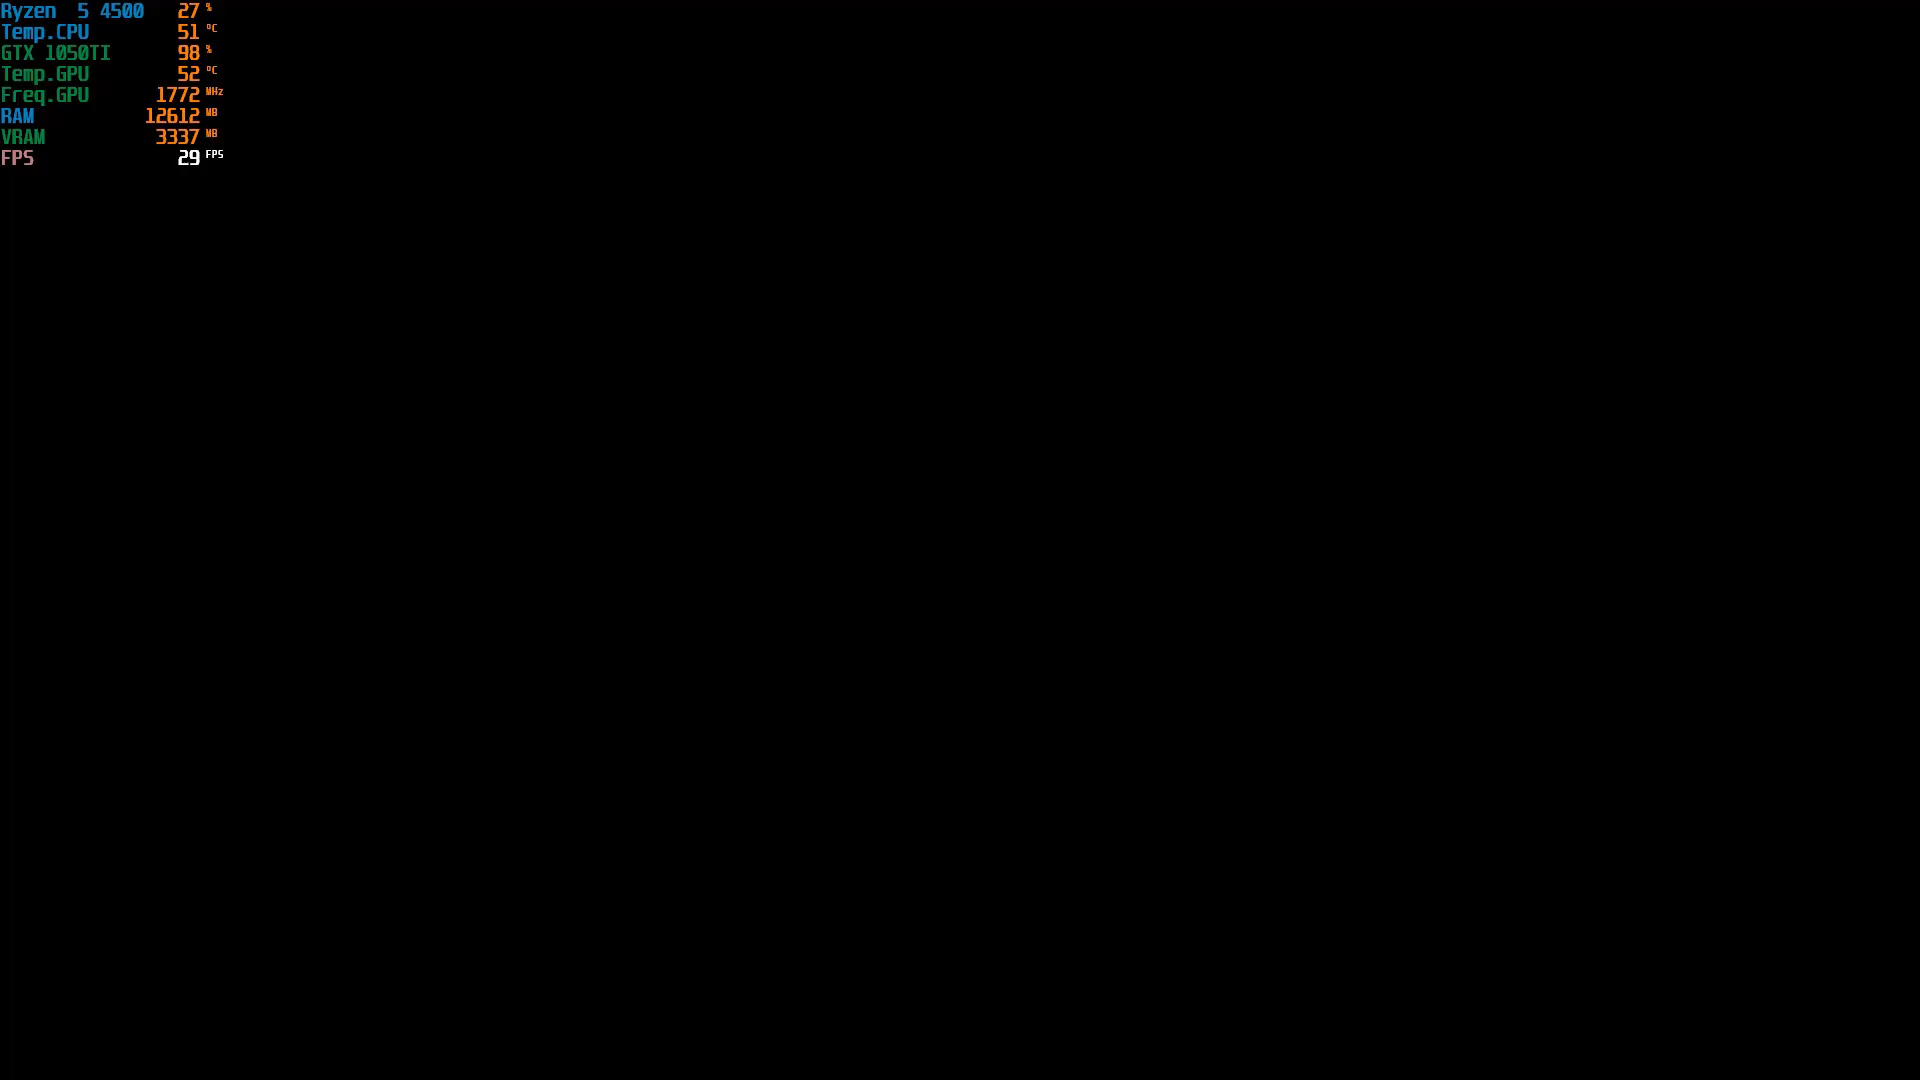 Ryzen 5 4500 27 %
Temp.CPU 51 °C
GTX 1050TI 98 %
Temp.GPU 52 °C
Freq.GPU 1772 MHz
RAM 12612 MB
VRAM 3337 MB
FPS 29 FPS